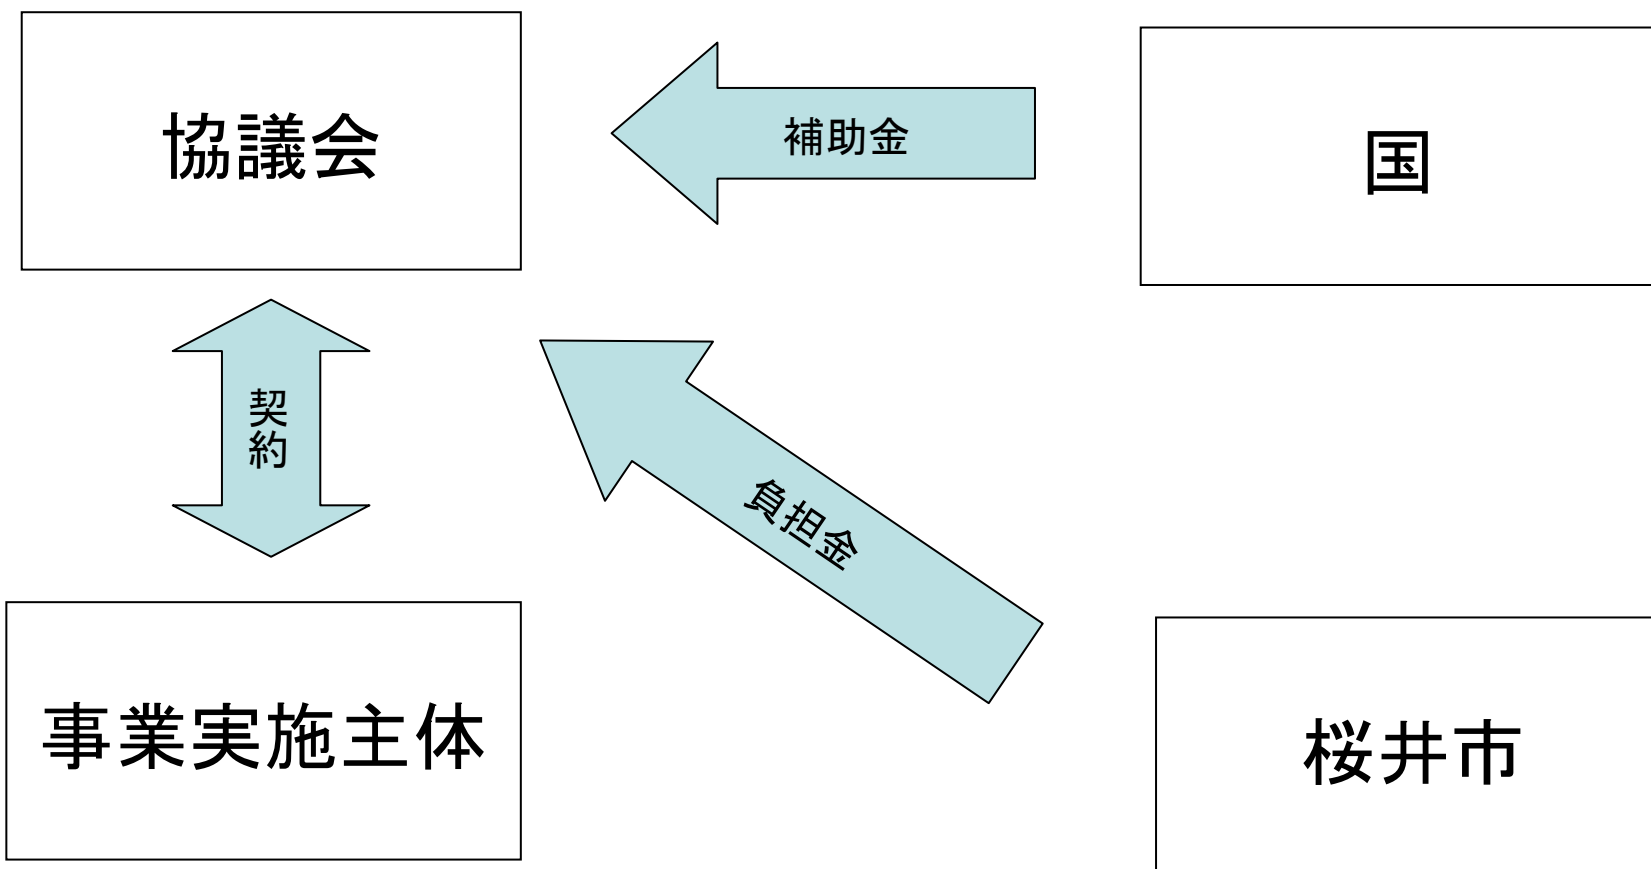 協議会
補助金
国
契約
負担金
事業実施主体
桜井市